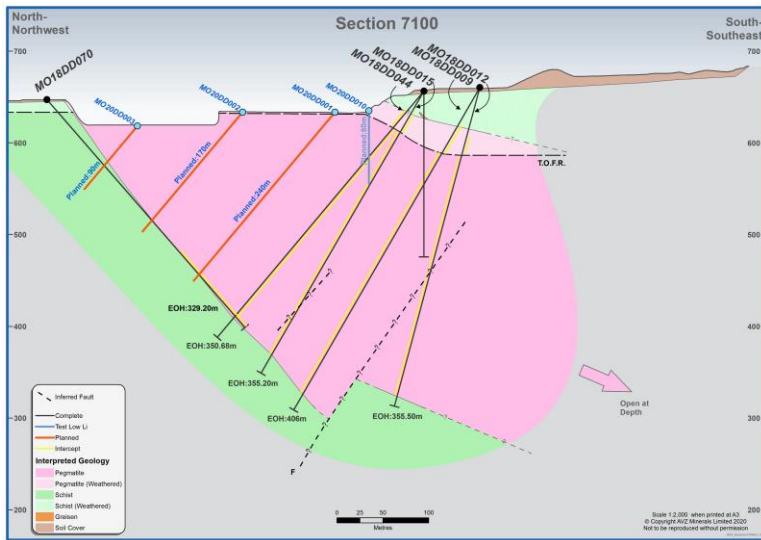 North-
Northwest
Section 7100
South-
Southeast
700
600
500
400
300
200
700
600
500
400
300
200
MO18DD070
MO20DD003
MO20DD002
MO20DD001
MO20DD010
MO18DD044
MO18DD015
MO18DD009
MO18DD012
Planned:90m
Planned:170m
Planned:240m
Planned:80m
T.O.F.R.
EOH:329.20m
EOH:350.68m
EOH:355.20m
EOH:406m
EOH:355.50m
F
Open at
Depth
Inferred Fault
Complete
Test Low Li
Planned
Intercept
Interpreted Geology
Pegmatite
Pegmatite (Weathered)
Schist
Schist (Weathered)
Greisen
Soil Cover
0 25 50 100
Metres
Scale 1:2,000 when printed at A3
© Copyright AVZ Minerals Limited 2020
Not to be reproduced without permission